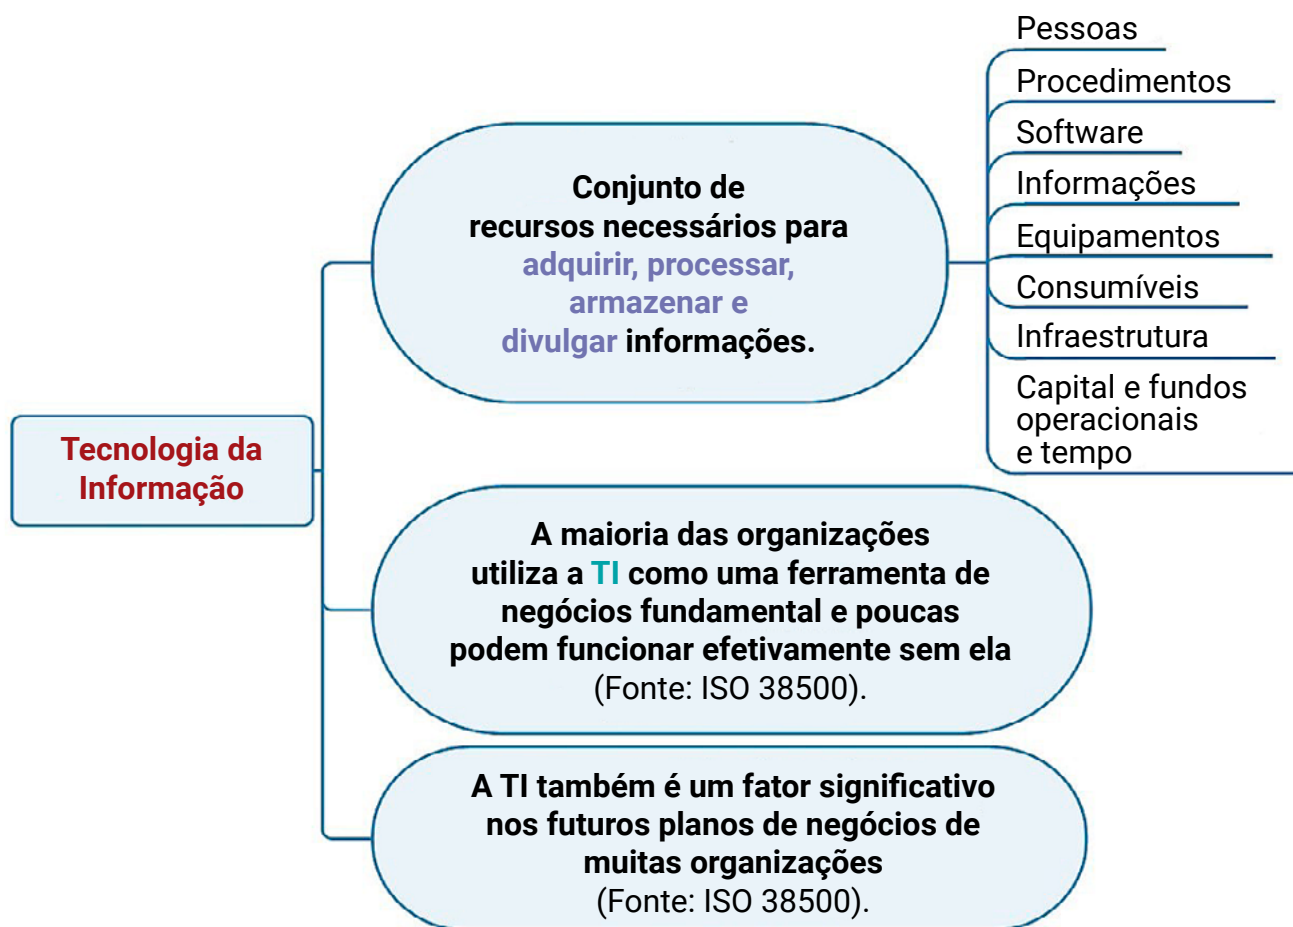 Tecnologia da
Informação
Conjunto de
recursos necessários para
adquirir, processar,
armazenar e
divulgar informações.
Pessoas
Procedimentos
Software
Informações
Equipamentos
Consumíveis
Infraestrutura
Capital e fundos
operacionais
e tempo
A maioria das organizações
utiliza a TI como uma ferramenta de
negócios fundamental e poucas
podem funcionar efetivamente sem ela
(Fonte: ISO 38500).
A TI também é um fator significativo
nos futuros planos de negócios de
muitas organizações
(Fonte: ISO 38500).